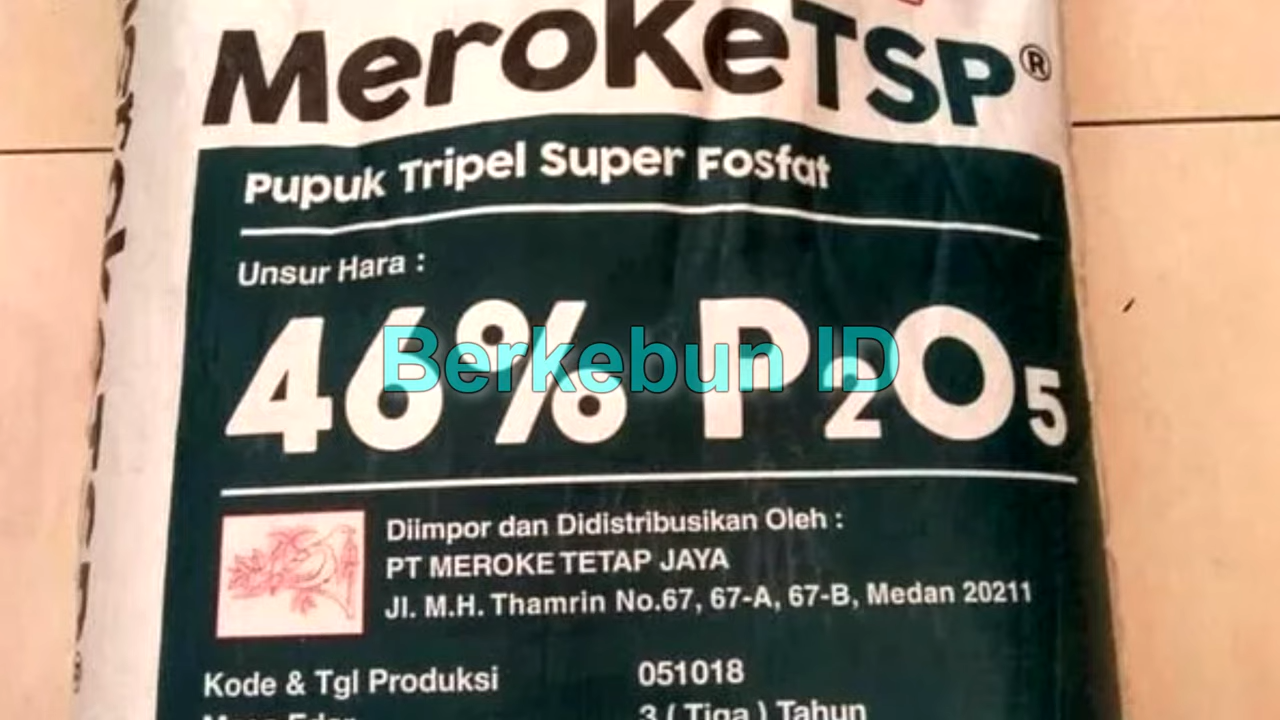 MerokeTSP®
Pupuk Tripel Super Fosfat
Unsur Hara :
46% P2O5
Berkebun ID
Diimpor dan Didistribusikan Oleh :
PT MEROKE TETAP JAYA
Jl. M.H. Thamrin No.67, 67-A, 67-B, Medan 20211
Kode & Tgl Produksi 051018
3 ( Tiga ) Tahun